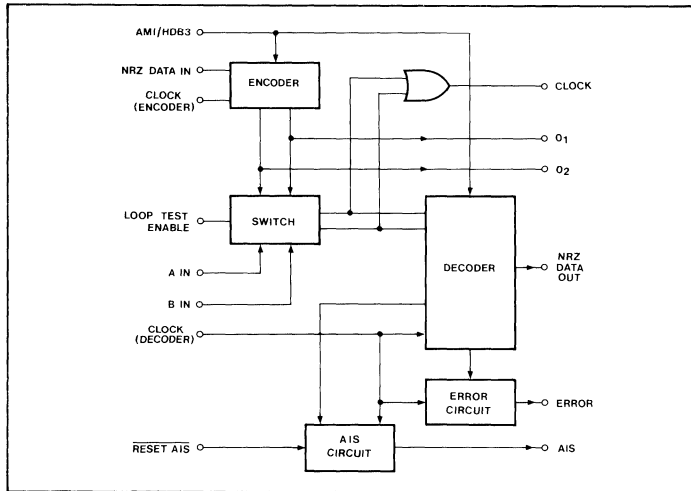 AMI/HDB3
NRZ DATA IN
CLOCK
(ENCODER)
ENCODER
CLOCK
O1
O2
LOOP TEST
ENABLE
SWITCH
A IN
B IN
DECODER
NRZ
DATA
OUT
CLOCK
(DECODER)
ERROR
CIRCUIT
ERROR
RESET AIS
AIS
CIRCUIT
AIS